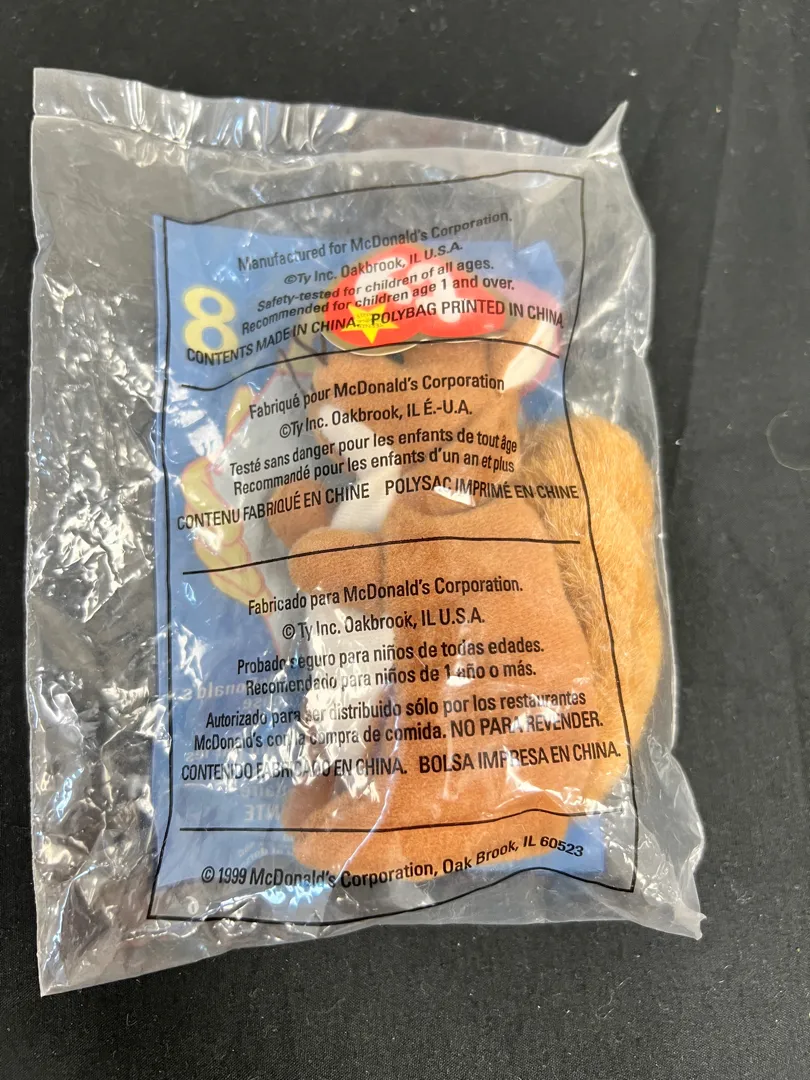 Manufactured for McDonald's Corporation.
©Ty Inc. Oakbrook, IL U.S.A.
Safety-tested for children of all ages.
Recommended for children age 1 and over.
8
CONTENTS MADE IN CHINA. POLYBAG PRINTED IN CHINA
Fabriqué pour McDonald's Corporation
©Ty Inc. Oakbrook, IL É.-U.A.
Testé sans danger pour les enfants de tout âge
Recommandé pour les enfants d'un an et plus
CONTENU FABRIQUÉ EN CHINE POLYSAC IMPRIMÉ EN CHINE
Fabricado para McDonald's Corporation.
© Ty Inc. Oakbrook, IL U.S.A.
Probado seguro para niños de todas edades.
Recomendado para niños de 1 año o más.
Autorizado para ser distribuido sólo por los restaurantes
McDonald's con la compra de comida. NO PARA REVENDER.
CONTENIDO FABRICADO EN CHINA. BOLSA IMPRESA EN CHINA.
© 1999 McDonald's Corporation, Oak Brook, IL 60523